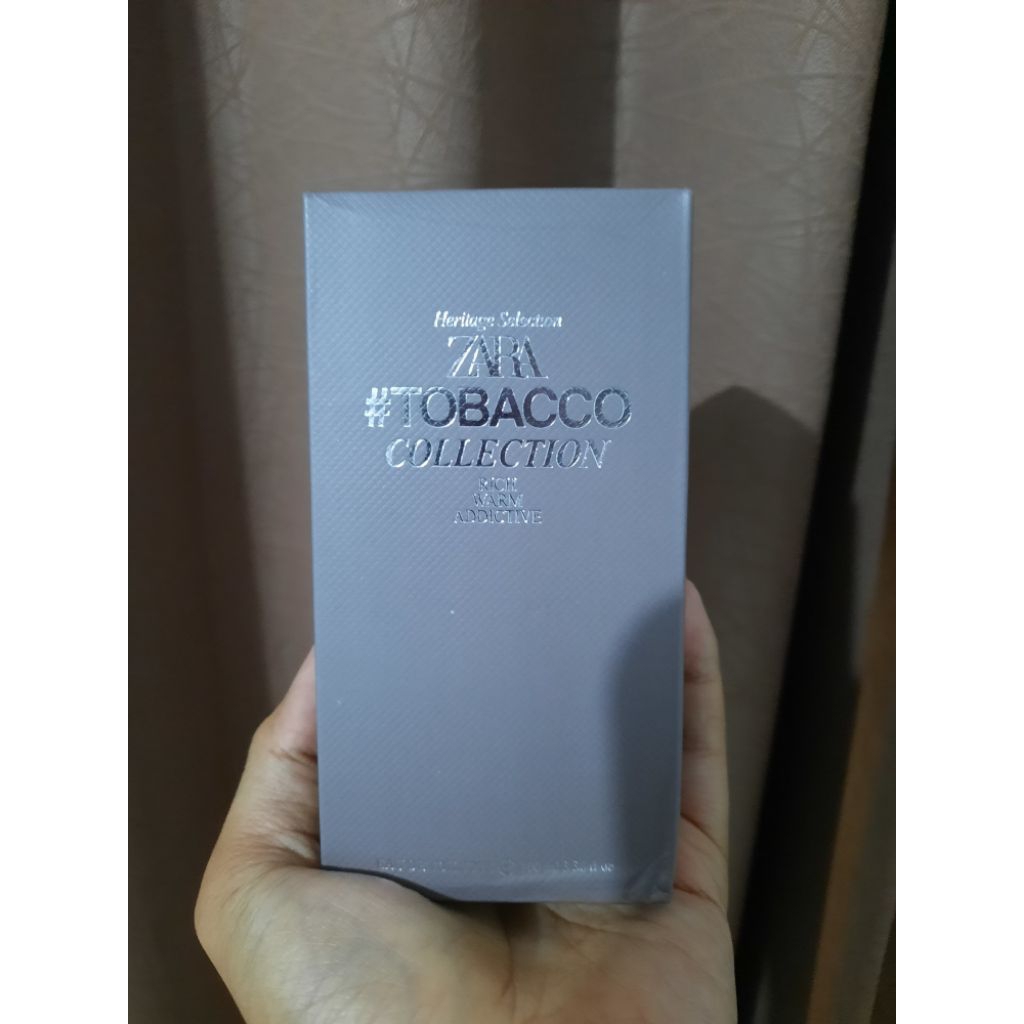 Heritage Selection
ZARA
#TOBACCO
COLLECTION
RICH
WARM
ADDICTIVE